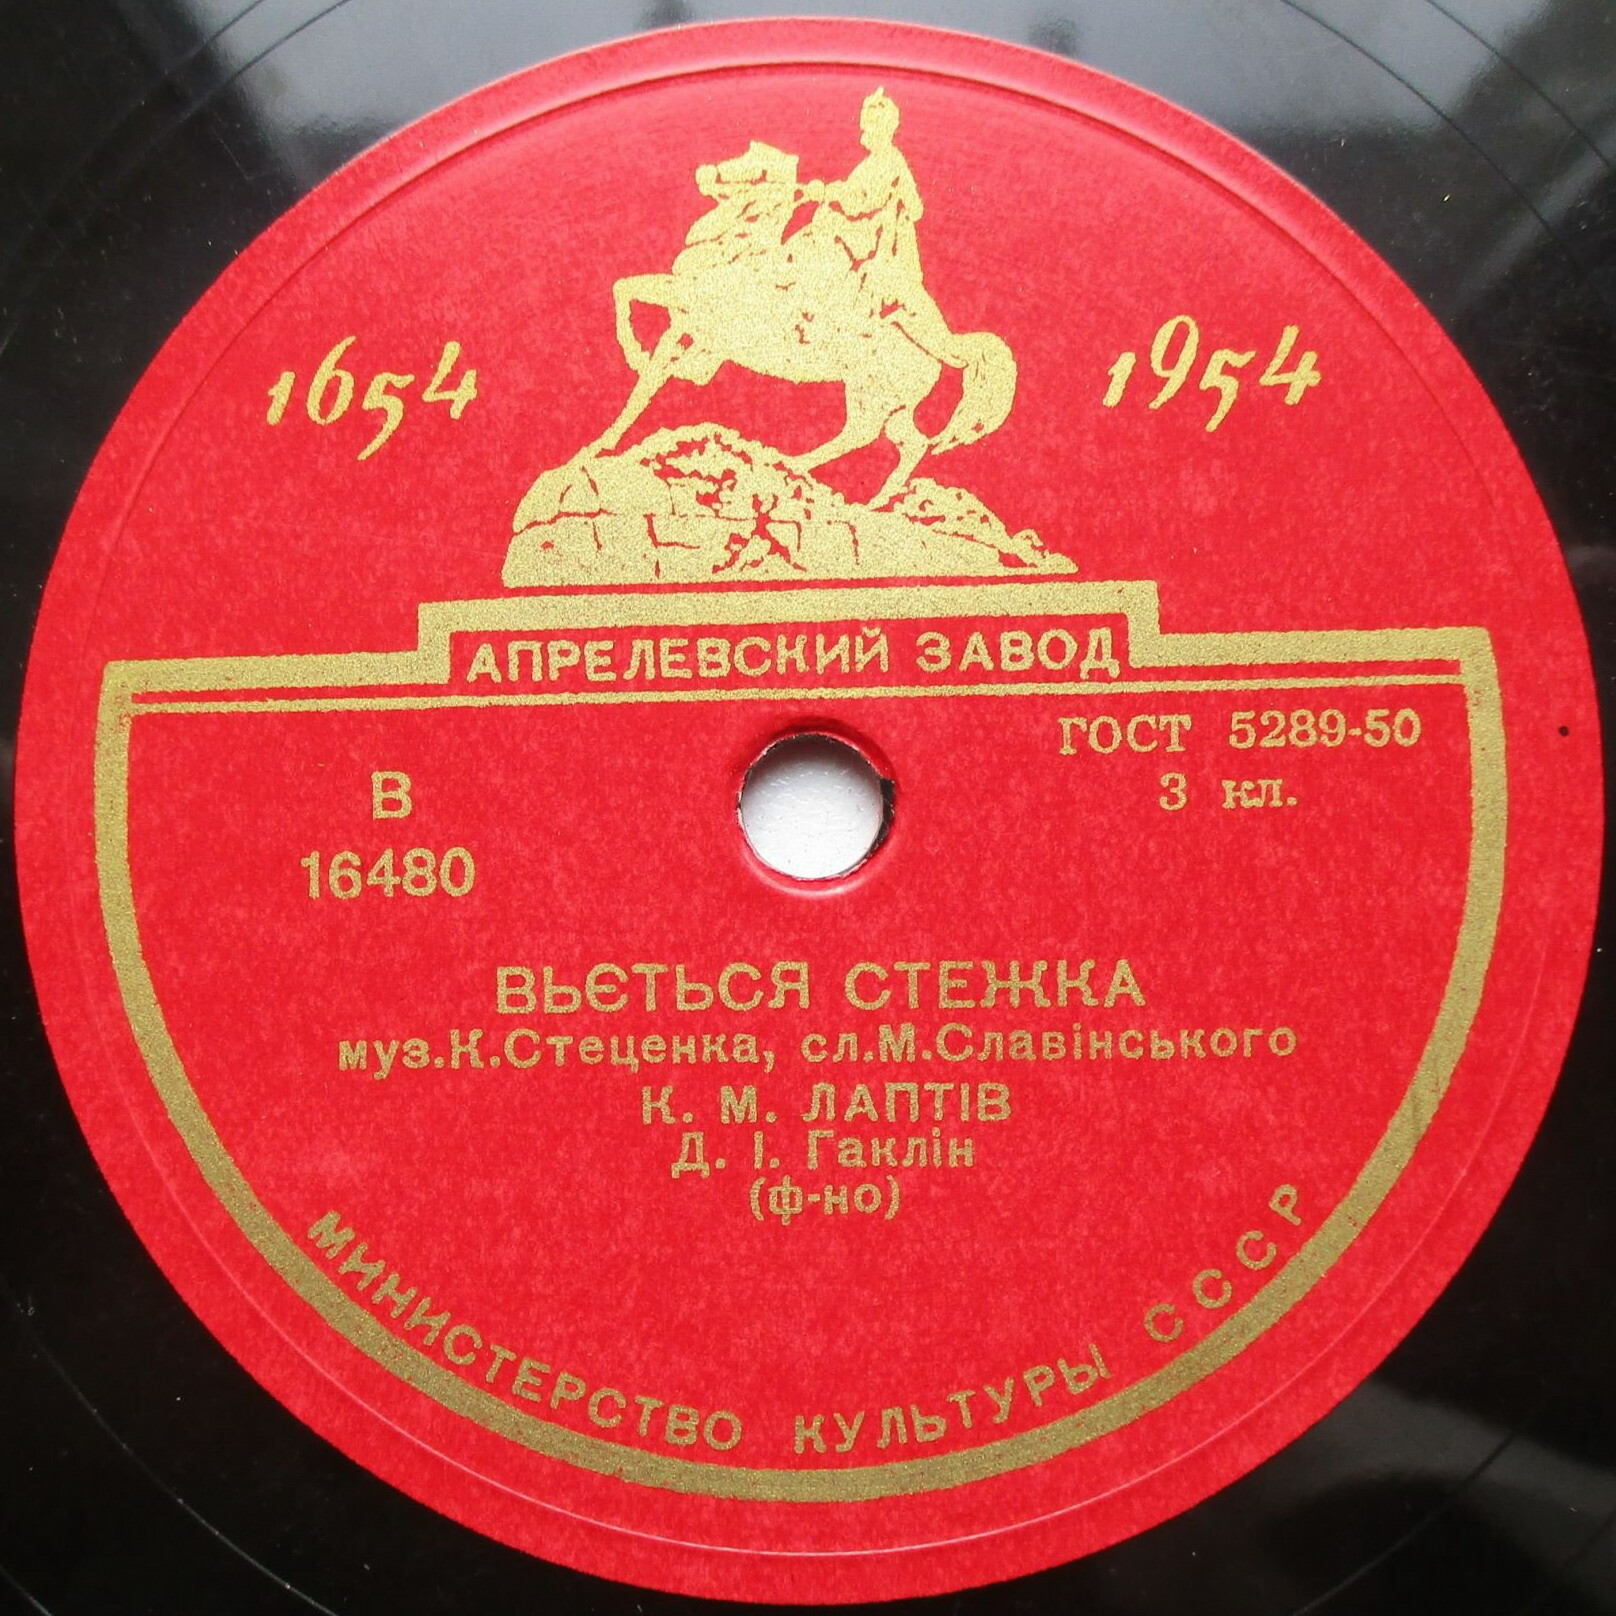 1654 1954
АПРЕЛЕВСКИЙ ЗАВОД
ГОСТ 5289-50
3 кл.
В
16480
ВЬЄТЬСЯ СТЕЖКА
муз.К.Стеценка, сл.М.Славінського
К. М. ЛАПТІВ
Д. І. Гаклін
(ф-но)
МИНИСТЕРСТВО КУЛЬТУРЫ СССР